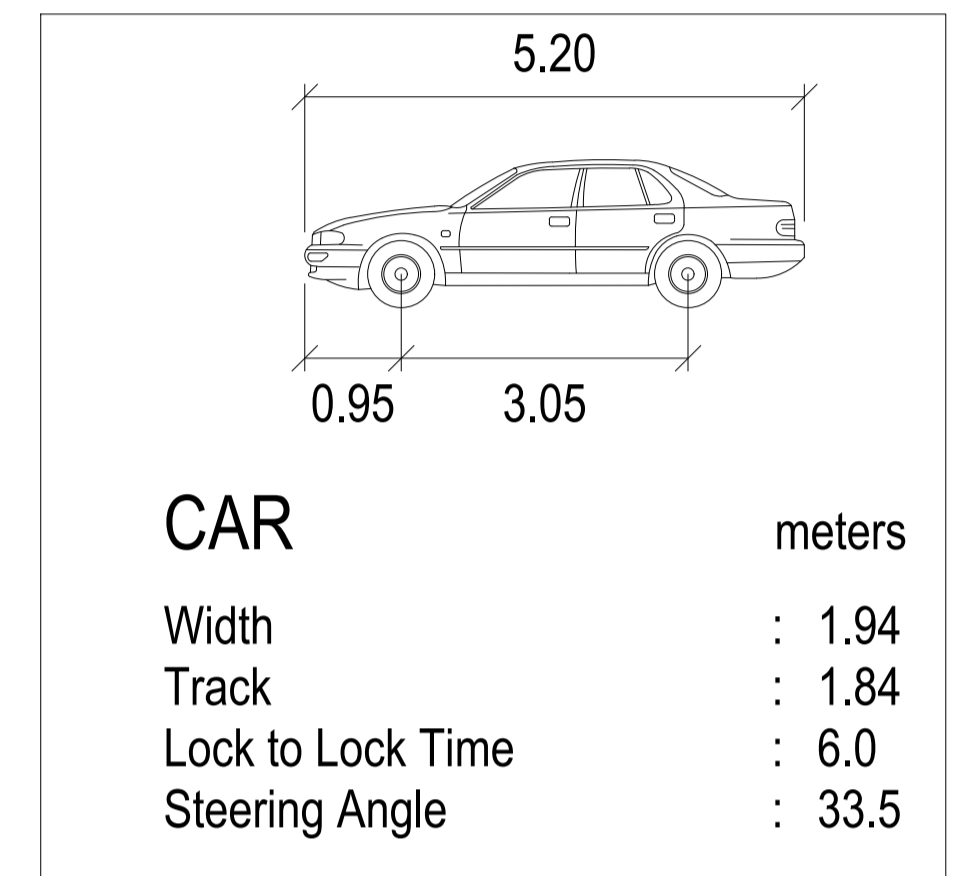 5.20
0.95 3.05
CAR meters
Width : 1.94
Track : 1.84
Lock to Lock Time : 6.0
Steering Angle : 33.5